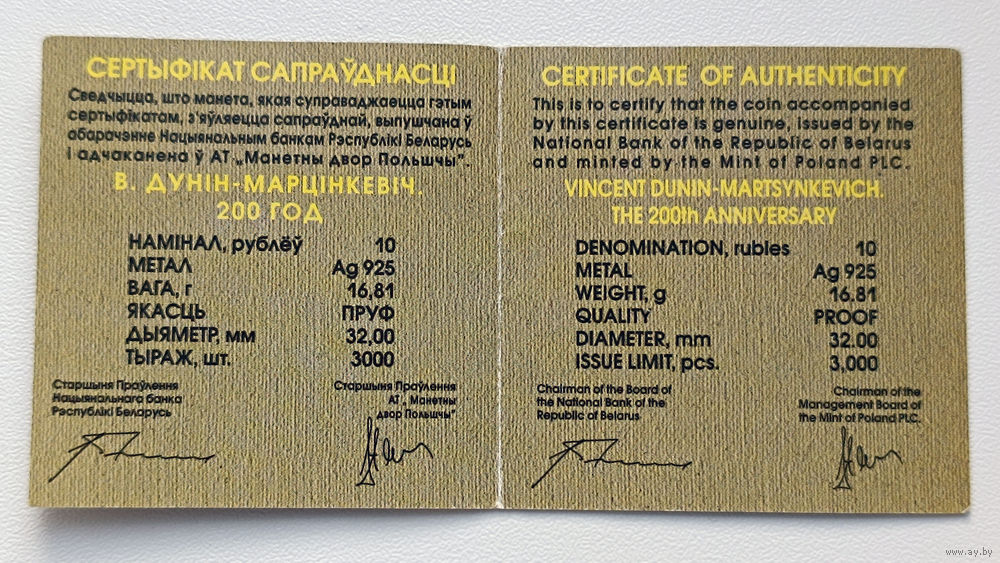 СЕРТЫФІКАТ САПРАЎДНАСЦІ
Сведчыцца, што манета, якая суправаджаецца гэтым
сертыфікатам, з'яўляецца сапраўднай, выпушчана ў
абарачэнне Нацыянальным банкам Рэспублікі Беларусь
і адчаканена ў АТ „Манетны двор Польшчы".
В. ДУНІН-МАРЦІНКЕВІЧ.
200 ГОД
НАМІНАЛ, рублёў 10
МЕТАЛ Ag 925
ВАГА, г 16,81
ЯКАСЦЬ ПРУФ
ДЫЯМЕТР, мм 32,00
ТЫРАЖ, шт. 3000
Старшыня Праўлення
Нацыянальнага банка
Рэспублікі Беларусь
Старшыня Праўлення
АТ „Манетны
двор Польшчы"
CERTIFICATE OF AUTHENTICITY
This is to certify that the coin accompanied
by this certificate is genuine, issued by the
National Bank of the Republic of Belarus
and minted by the Mint of Poland PLC.
VINCENT DUNIN-MARTSYNKEVICH.
THE 200th ANNIVERSARY
DENOMINATION, rubles 10
METAL Ag 925
WEIGHT, g 16.81
QUALITY PROOF
DIAMETER, mm 32.00
ISSUE LIMIT, pcs. 3,000
Chairman of the Board of
the National Bank of the
Republic of Belarus
Chairman of the
Management Board of
the Mint of Poland PLC.
www.ay.by